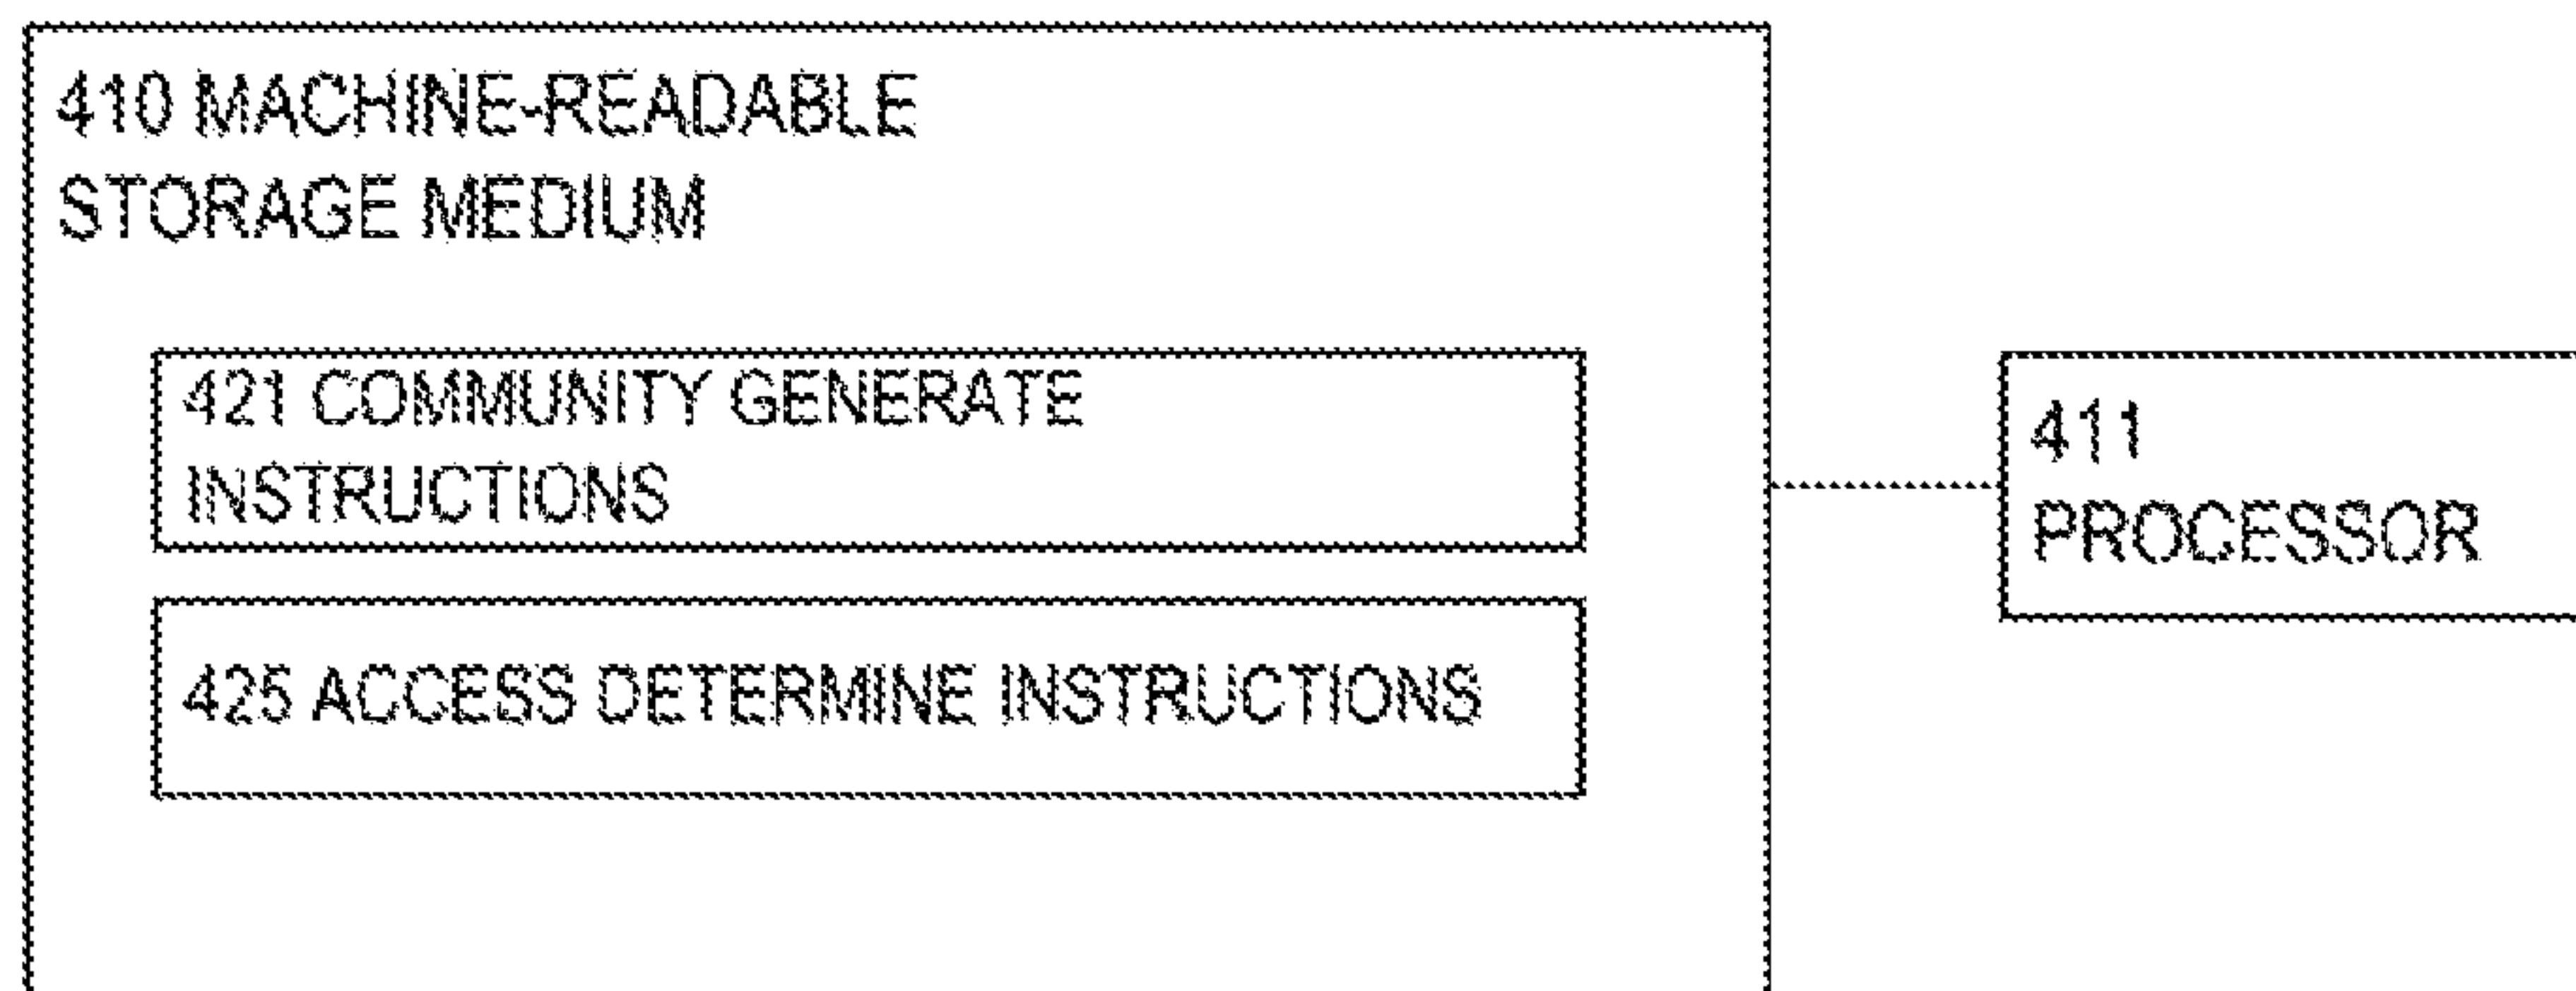 410 MACHINE-READABLE
STORAGE MEDIUM
421 COMMUNITY GENERATE
INSTRUCTIONS
425 ACCESS DETERMINE INSTRUCTIONS
411
PROCESSOR